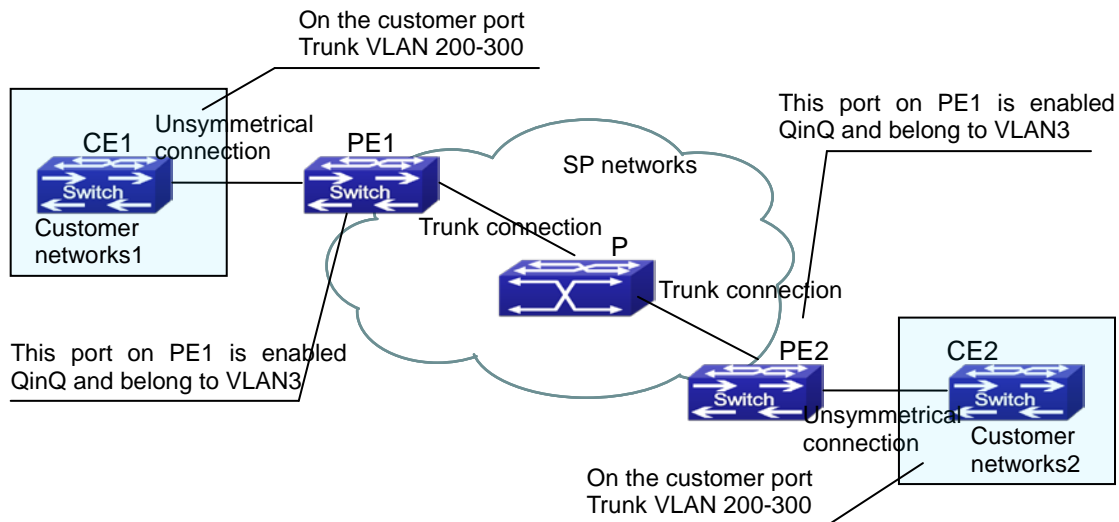 On the customer port
Trunk VLAN 200-300
This port on PE1 is enabled
QinQ and belong to VLAN3
Unsymmetrical
connection
CE1
PE1
SP networks
Switch
Switch
Customer
networks1
Trunk connection
P
Trunk connection
This port on PE1 is enabled
QinQ and belong to VLAN3
PE2
CE2
Switch
Switch
Unsymmetrical
connection
Customer
networks2
On the customer port
Trunk VLAN 200-300